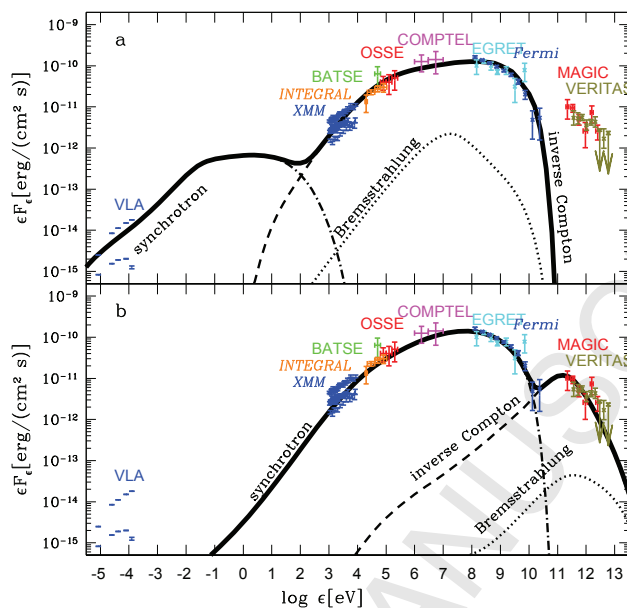 a
10⁻⁹
10⁻¹⁰
10⁻¹¹
10⁻¹²
10⁻¹³
10⁻¹⁴
10⁻¹⁵
εFε[erg/(cm² s)]
VLA
XMM
INTEGRAL
BATSE
OSSE
COMPTEL
EGRET
Fermi
MAGIC
VERITAS
synchrotron
Bremsstrahlung
inverse Compton
b
10⁻⁹
10⁻¹⁰
10⁻¹¹
10⁻¹²
10⁻¹³
10⁻¹⁴
10⁻¹⁵
εFε[erg/(cm² s)]
VLA
XMM
INTEGRAL
BATSE
OSSE
COMPTEL
EGRET
Fermi
MAGIC
VERITAS
synchrotron
inverse Compton
Bremsstrahlung
-5 -4 -3 -2 -1 0 1 2 3 4 5 6 7 8 9 10 11 12 13
log ε[eV]
ANUSC